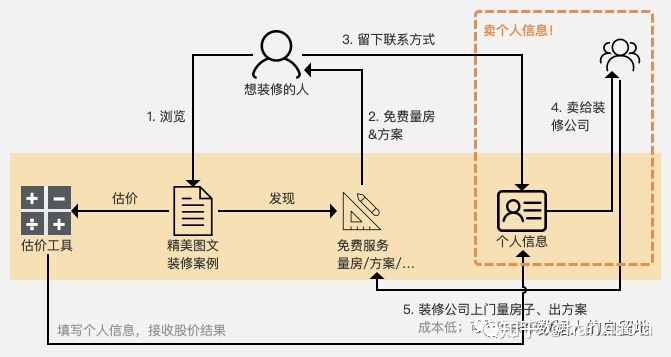 卖个人信息！
3. 留下联系方式
想装修的人
4. 卖给装
修公司
1. 浏览
2. 免费量房
&方案
估价
发现
估价工具
精美图文
装修案例
免费服务
量房/方案/...
个人信息
5. 装修公司上门量房子、出方案
填写个人信息，接收股价结果
成本低；